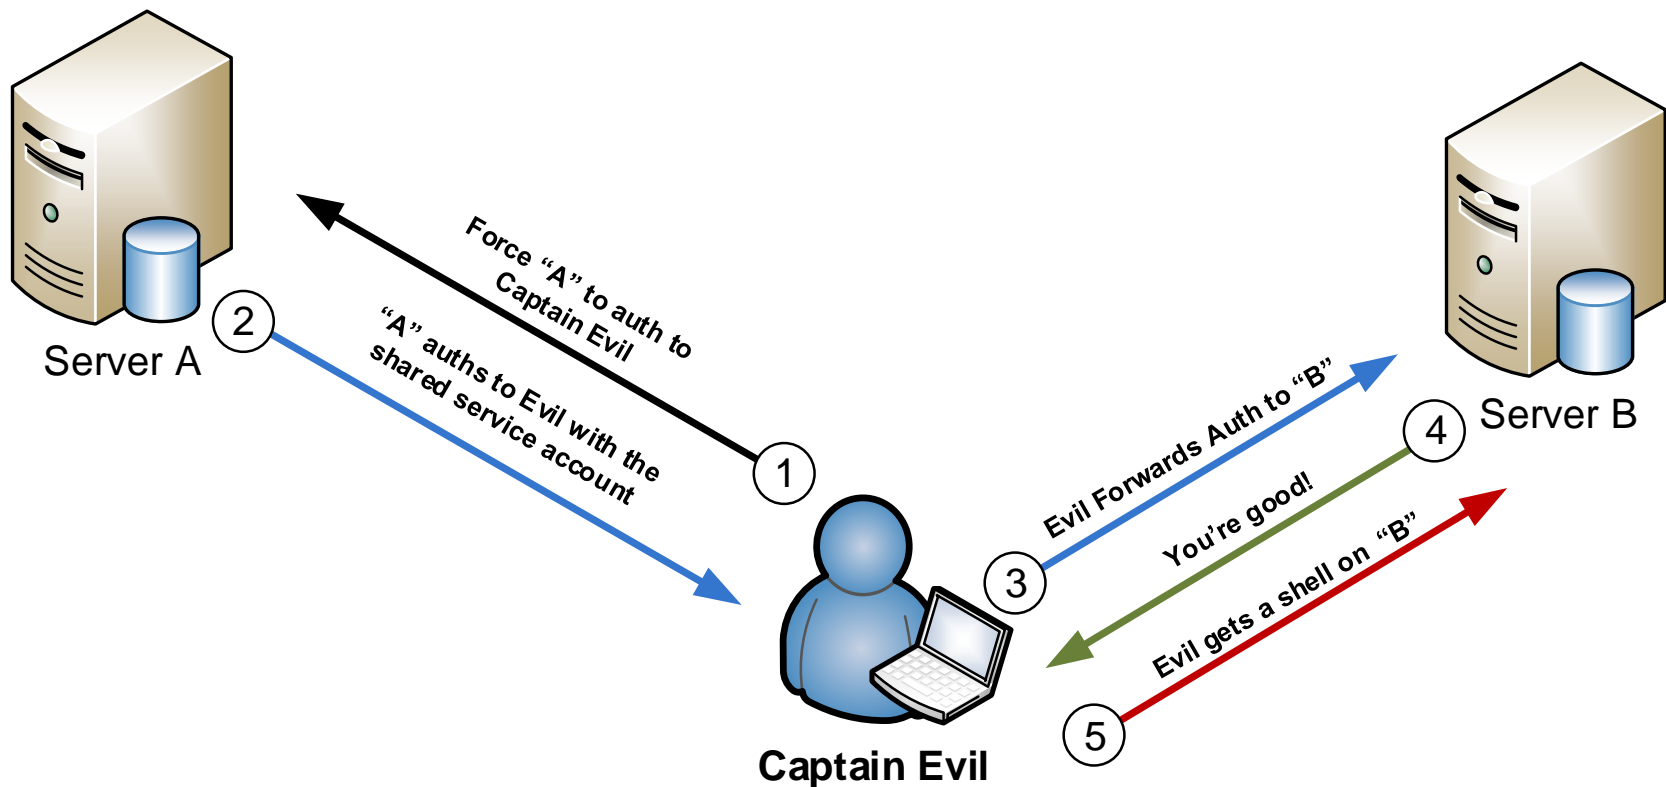 Server A
2
Force “A” to auth to
Captain Evil
“A” auths to Evil with the
shared service account
1
Captain Evil
3
Evil Forwards Auth to “B”
4
You’re good!
Evil gets a shell on “B”
5
Server B